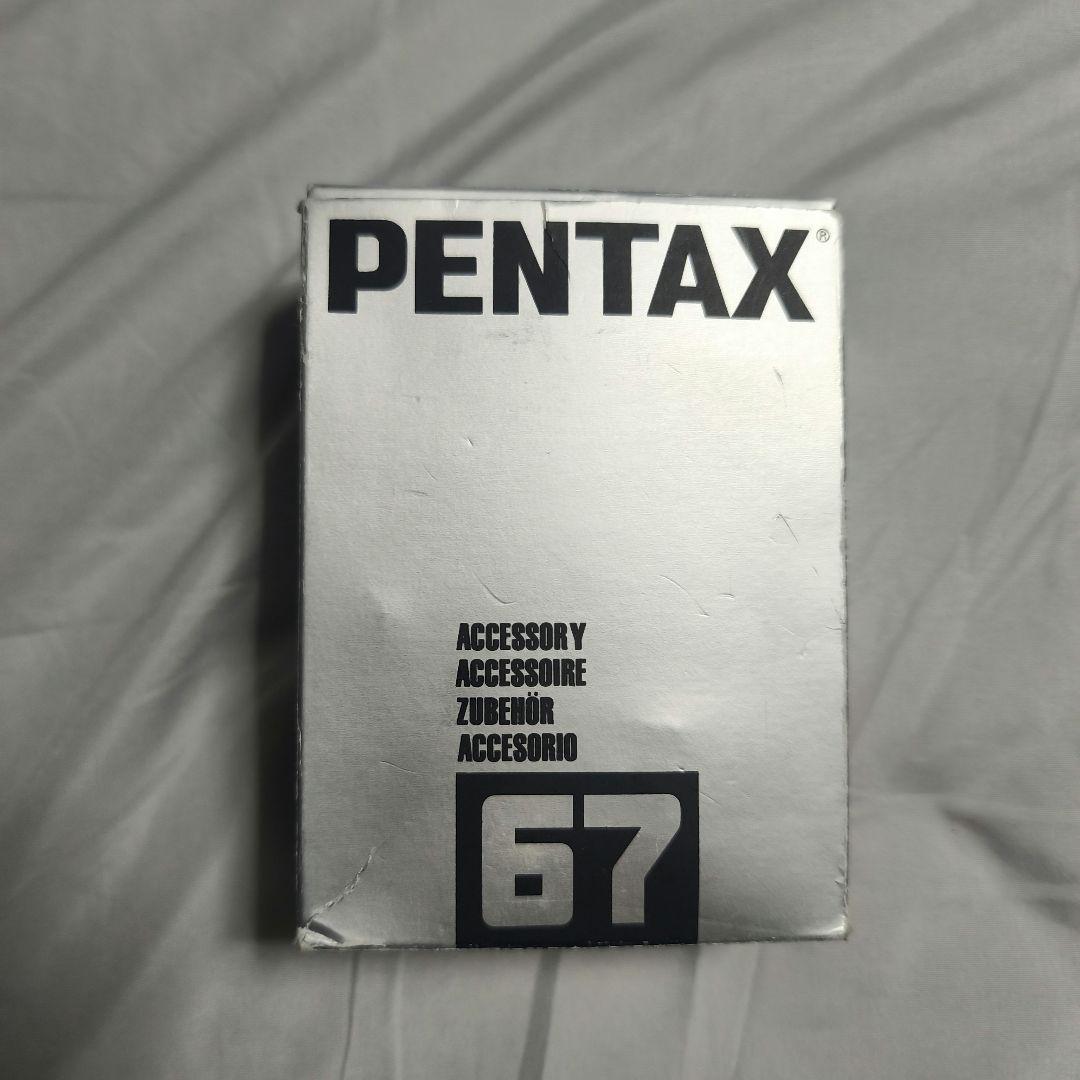 PENTAX®
ACCESSORY
ACCESSOIRE
ZUBEHÖR
ACCESORIO
67